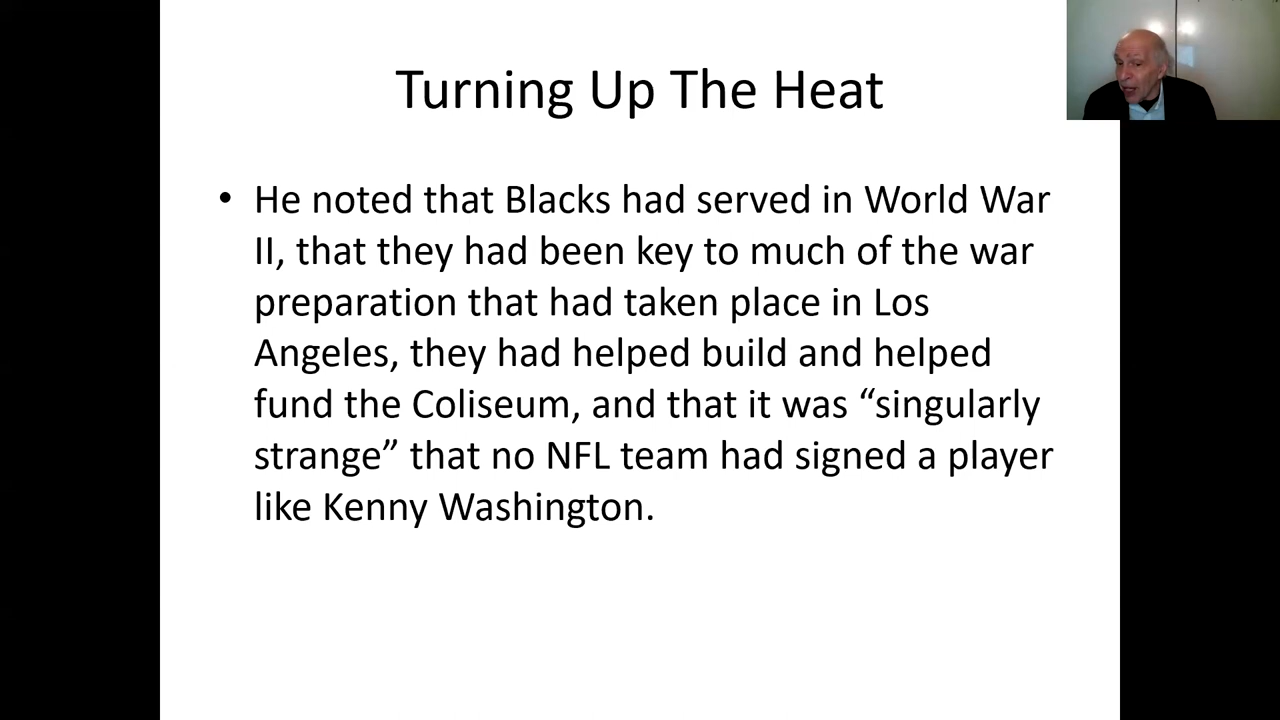 Turning Up The Heat
• He noted that Blacks had served in World War
II, that they had been key to much of the war
preparation that had taken place in Los
Angeles, they had helped build and helped
fund the Coliseum, and that it was “singularly
strange” that no NFL team had signed a player
like Kenny Washington.